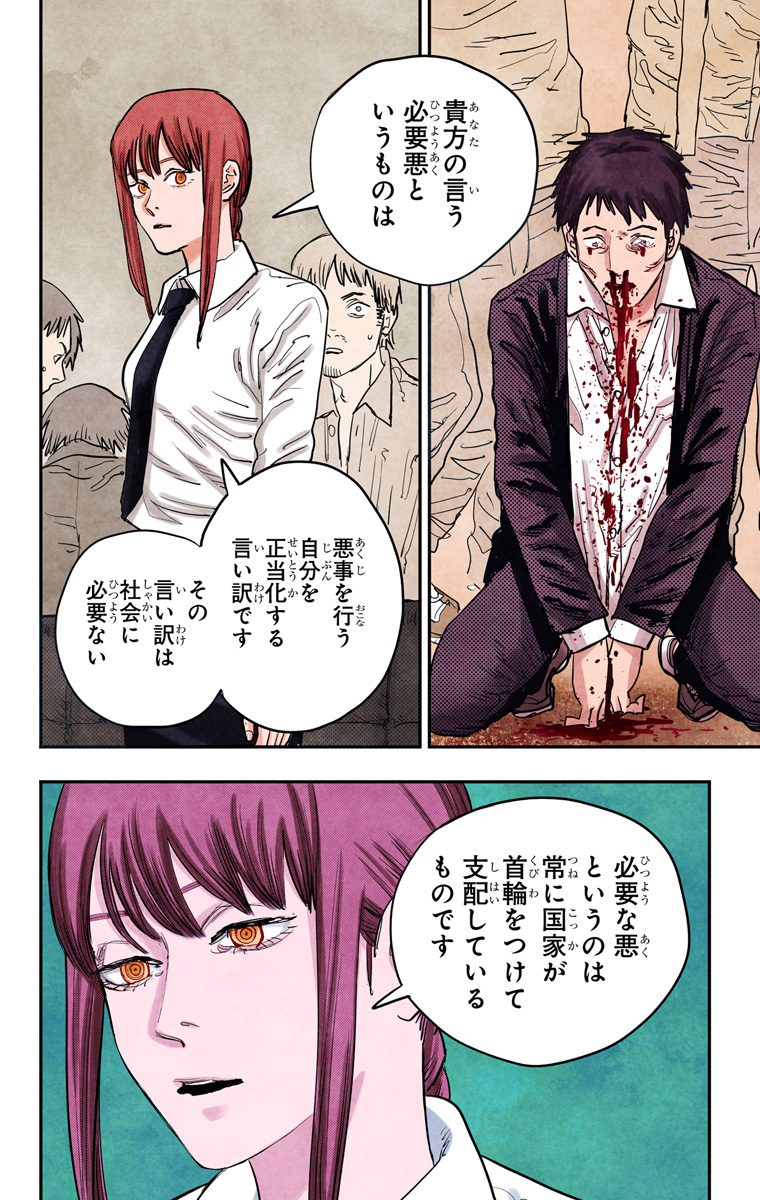 貴方の言う
必要悪と
いうものは
悪事を行う
自分を
正当化する
言い訳です
その
言い訳は
社会に
必要ない
必要な悪
というのは
常に国家が
首輪をつけて
支配している
ものです